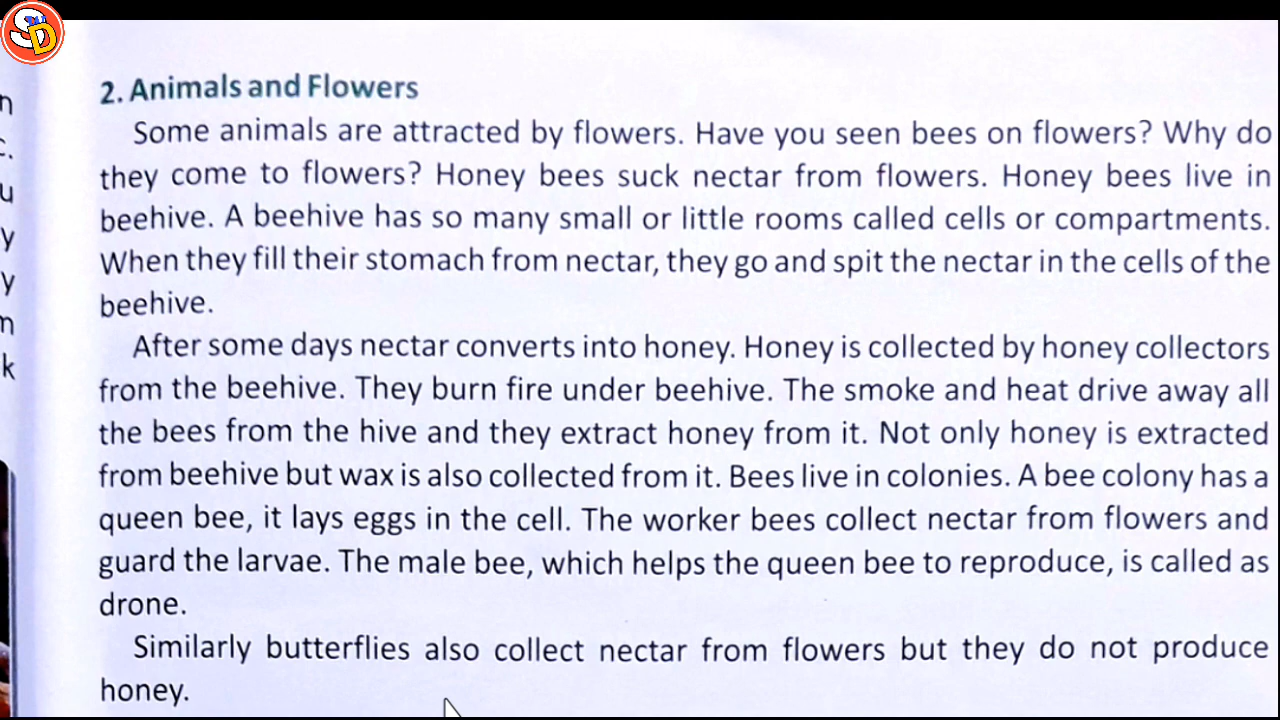 SD
n
c.
u
y
y
n
k
2. Animals and Flowers
Some animals are attracted by flowers. Have you seen bees on flowers? Why do
they come to flowers? Honey bees suck nectar from flowers. Honey bees live in
beehive. A beehive has so many small or little rooms called cells or compartments.
When they fill their stomach from nectar, they go and spit the nectar in the cells of the
beehive.
After some days nectar converts into honey. Honey is collected by honey collectors
from the beehive. They burn fire under beehive. The smoke and heat drive away all
the bees from the hive and they extract honey from it. Not only honey is extracted
from beehive but wax is also collected from it. Bees live in colonies. A bee colony has a
queen bee, it lays eggs in the cell. The worker bees collect nectar from flowers and
guard the larvae. The male bee, which helps the queen bee to reproduce, is called as
drone.
Similarly butterflies also collect nectar from flowers but they do not produce
honey.